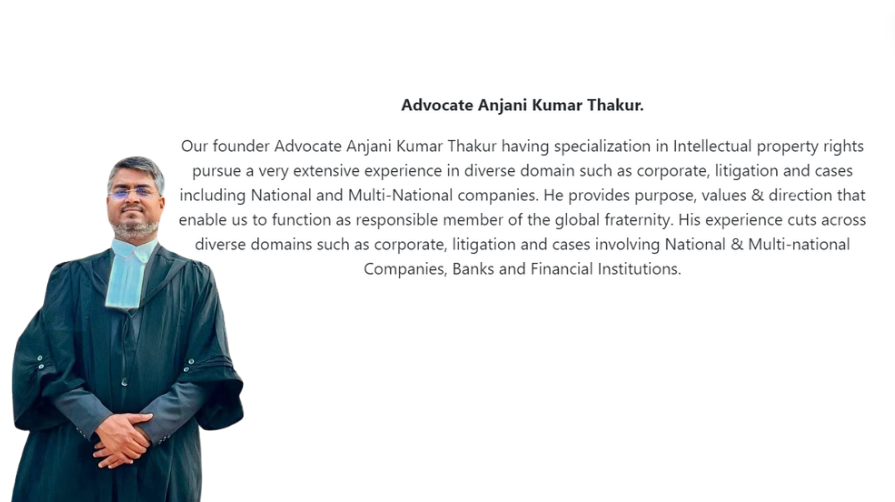 Advocate Anjani Kumar Thakur.
Our founder Advocate Anjani Kumar Thakur having specialization in Intellectual property rights
pursue a very extensive experience in diverse domain such as corporate, litigation and cases
including National and Multi-National companies. He provides purpose, values & direction that
enable us to function as responsible member of the global fraternity. His experience cuts across
diverse domains such as corporate, litigation and cases involving National & Multi-national
Companies, Banks and Financial Institutions.